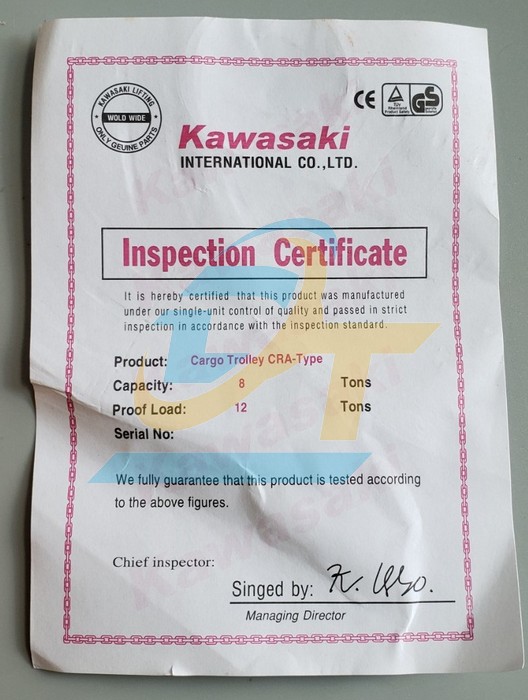 KAWASAKI LIFTING
WOLD WIDE
ONLY GEUINE PARTS
CE
TÜV
Product Safety
GS
Kawasaki
INTERNATIONAL CO.,LTD.
Inspection Certificate
It is hereby certified that this product was manufactured
under our single-unit control of quality and passed in strict
inspection in accordance with the inspection standard.
Product: Cargo Trolley CRA-Type
Capacity: 8 Tons
Proof Load: 12 Tons
Serial No:
We fully guarantee that this product is tested according
to the above figures.
Chief inspector:
Singed by:
Managing Director